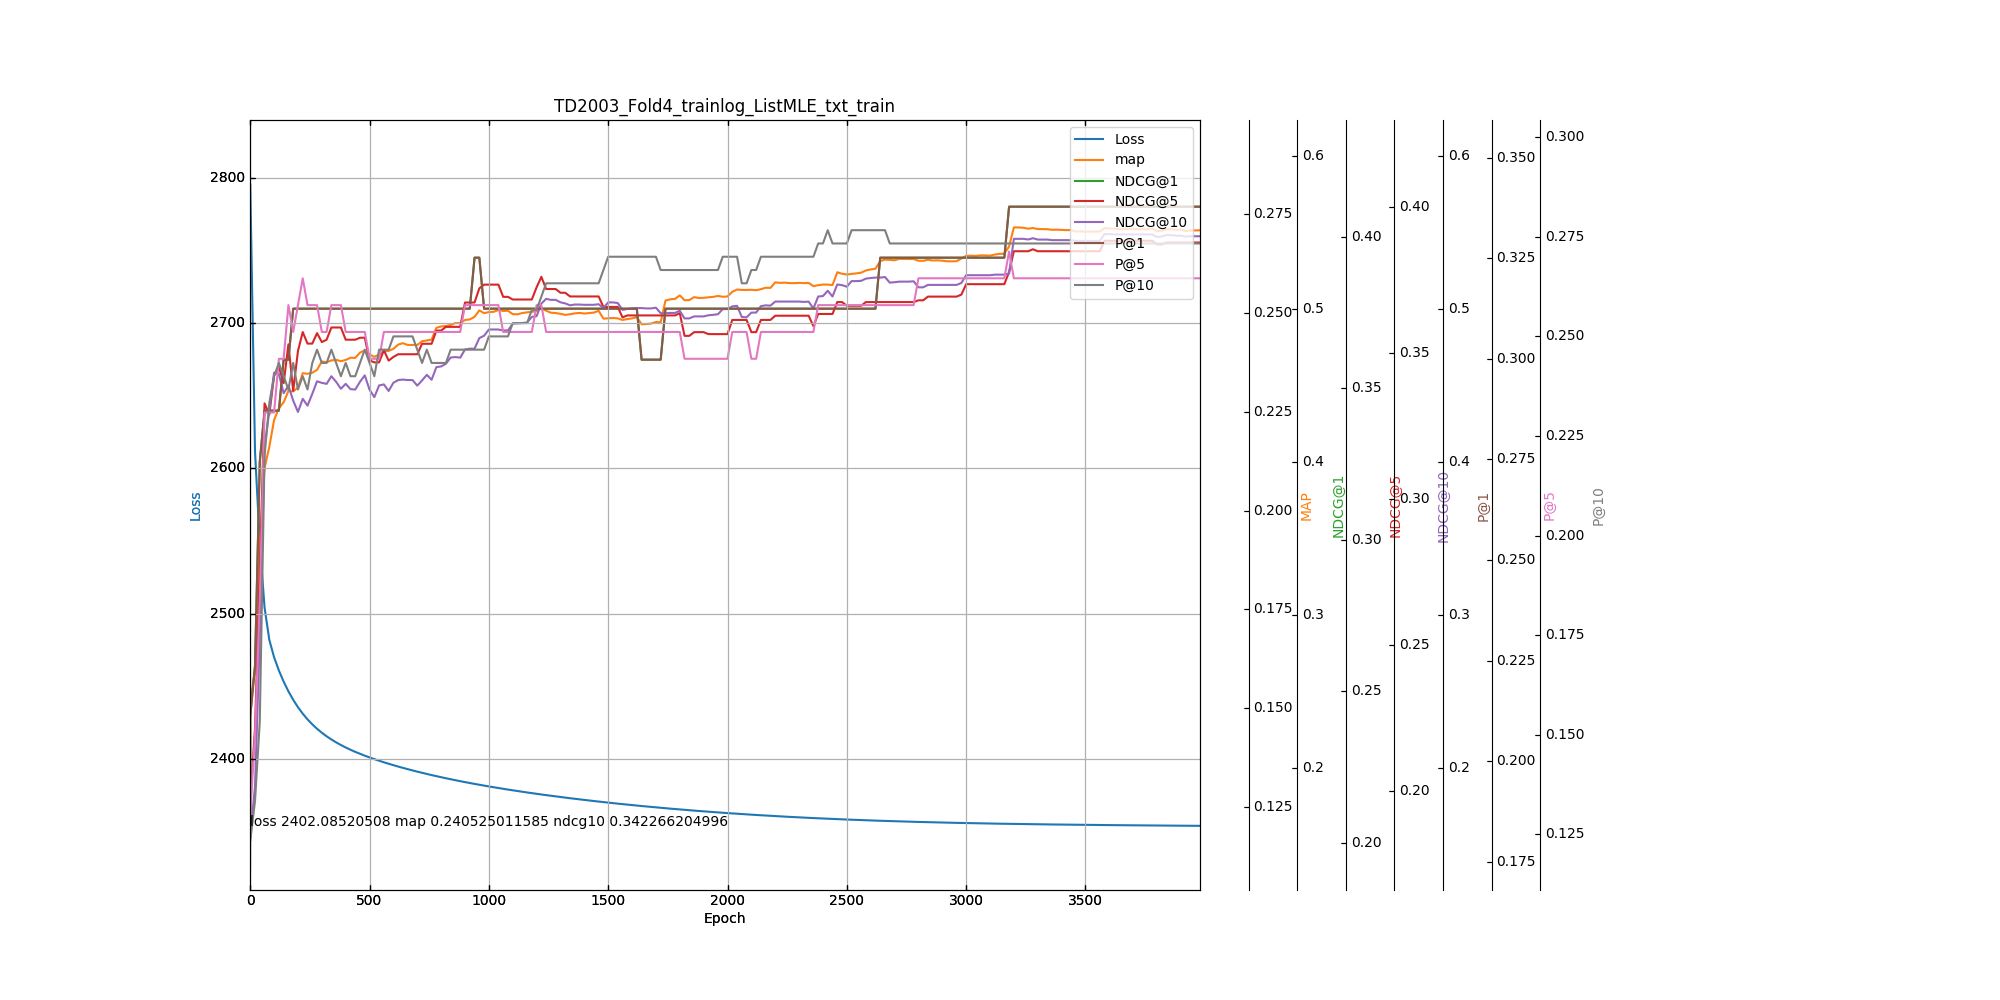 TD2003_Fold4_trainlog_ListMLE_txt_train
Loss
map
NDCG@1
NDCG@5
NDCG@10
P@1
P@5
P@10
2800
2700
2600
2500
2400
Loss
loss 2402.08520508 map 0.240525011585 ndcg10 0.342266204996
0 500 1000 1500 2000 2500 3000 3500
Epoch
0.275
0.250
0.225
0.200
0.175
0.150
0.125
MAP
0.6
0.5
0.4
0.3
0.2
NDCG@1
0.40
0.35
0.30
0.25
0.20
NDCG@5
0.40
0.35
0.30
0.25
0.20
NDCG@10
0.6
0.5
0.4
0.3
0.2
P@1
0.350
0.325
0.300
0.275
0.250
0.225
0.200
0.175
P@5
0.300
0.275
0.250
0.225
0.200
0.175
0.150
0.125
P@10